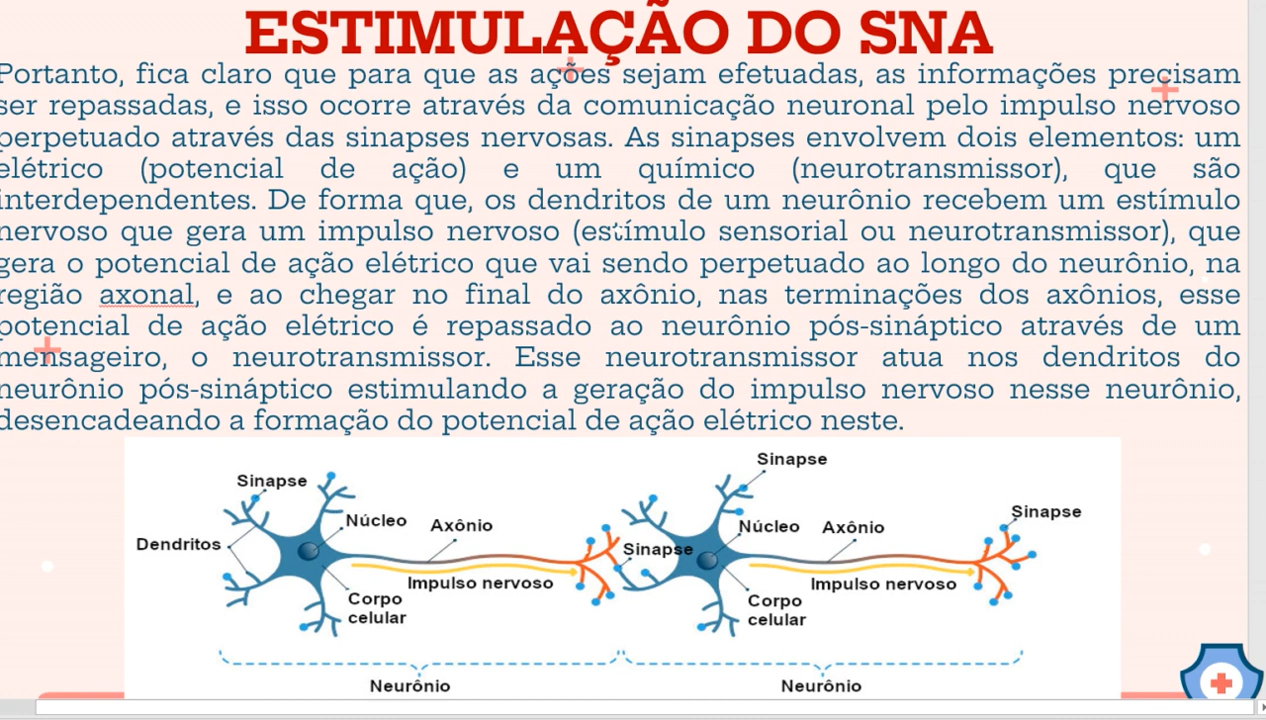 ESTIMULAÇÃO DO SNA
Portanto, fica claro que para que as ações sejam efetuadas, as informações precisam
ser repassadas, e isso ocorre através da comunicação neuronal pelo impulso nervoso
perpetuado através das sinapses nervosas. As sinapses envolvem dois elementos: um
elétrico (potencial de ação) e um químico (neurotransmissor), que são
interdependentes. De forma que, os dendritos de um neurônio recebem um estímulo
nervoso que gera um impulso nervoso (estímulo sensorial ou neurotransmissor), que
gera o potencial de ação elétrico que vai sendo perpetuado ao longo do neurônio, na
região axonal, e ao chegar no final do axônio, nas terminações dos axônios, esse
potencial de ação elétrico é repassado ao neurônio pós-sináptico através de um
mensageiro, o neurotransmissor. Esse neurotransmissor atua nos dendritos do
neurônio pós-sináptico estimulando a geração do impulso nervoso nesse neurônio,
desencadeando a formação do potencial de ação elétrico neste.
Sinapse
Núcleo
Axônio
Dendritos
Impulso nervoso
Corpo
celular
Neurônio
Sinapse
Sinapse
Núcleo
Axônio
Sinapse
Impulso nervoso
Corpo
celular
Neurônio